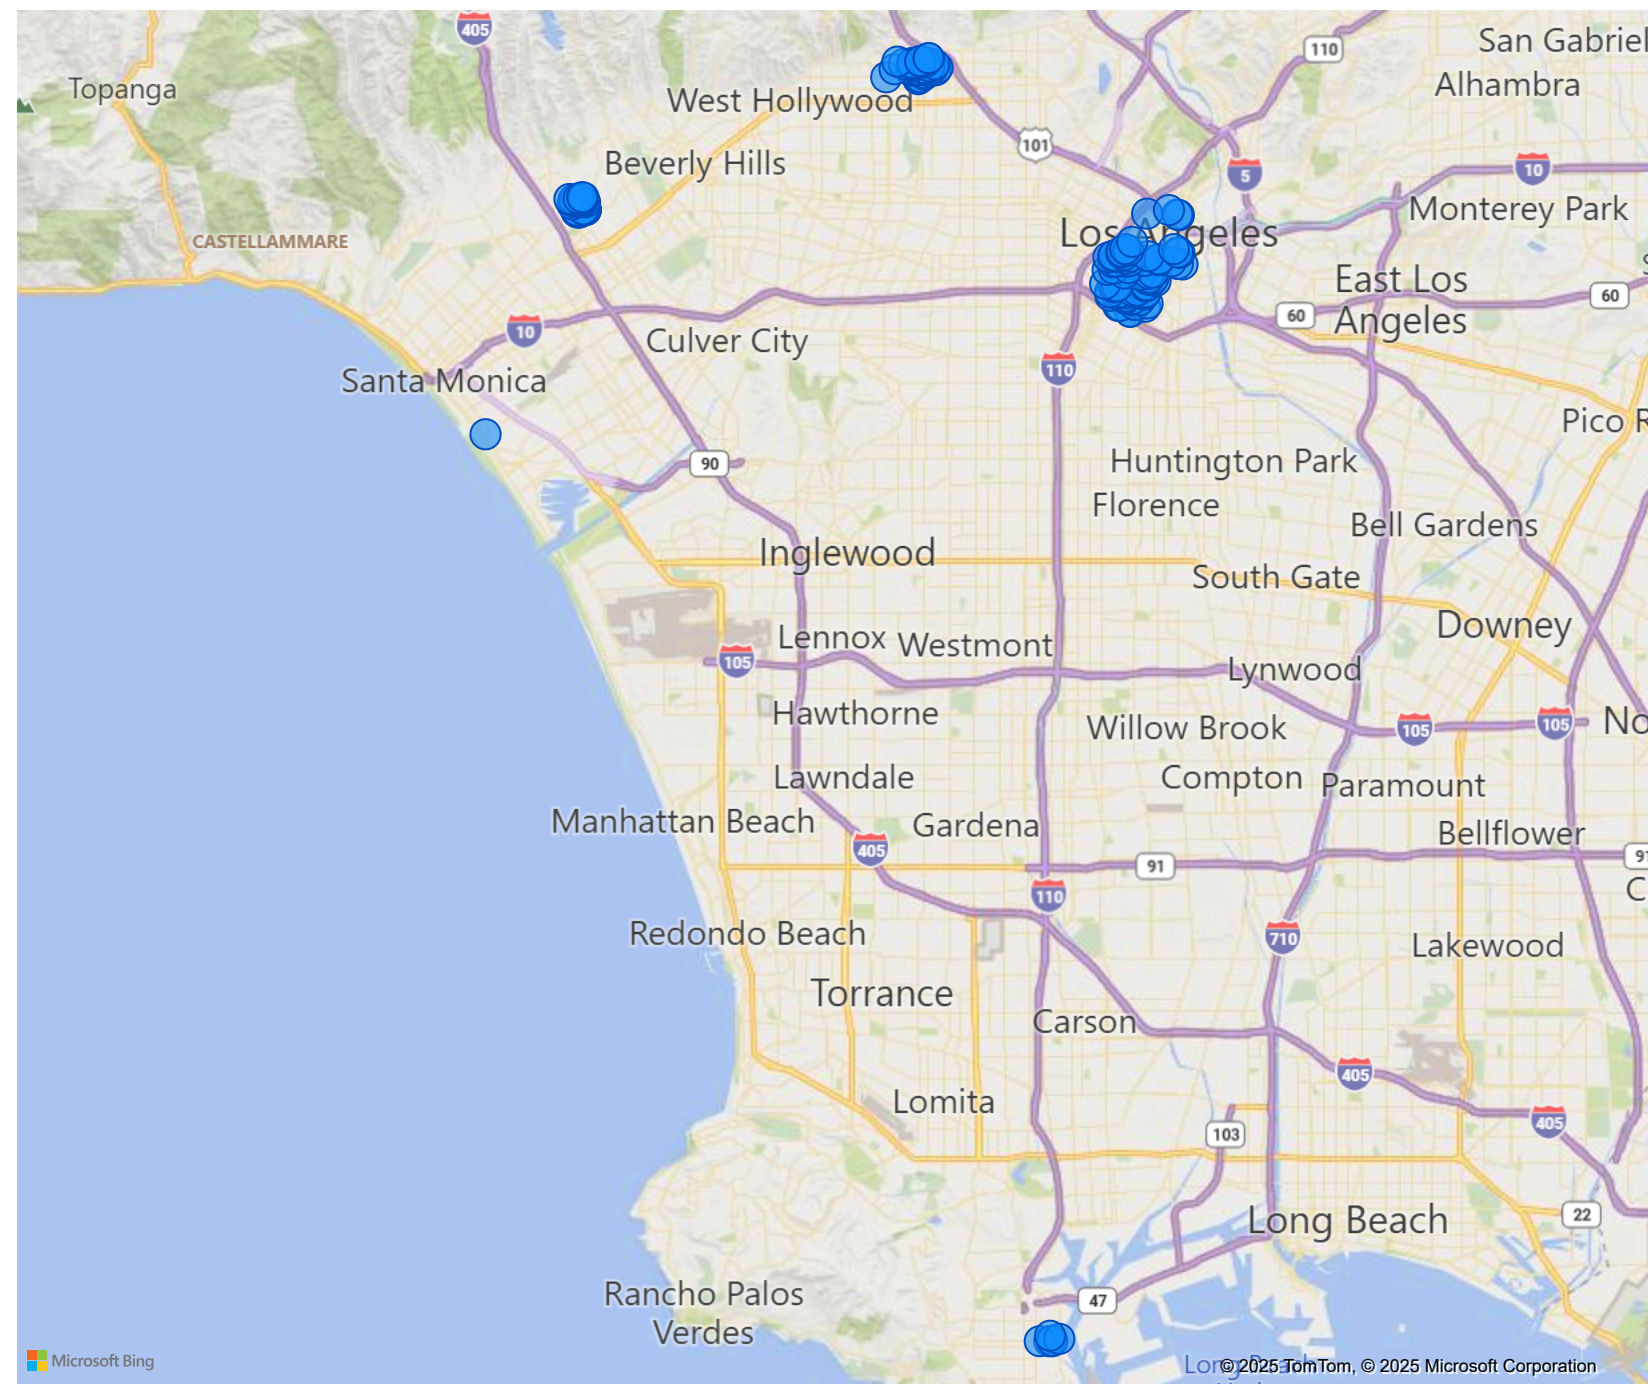 405
110
San Gabriel
Topanga
Alhambra
West Hollywood
101
Beverly Hills
5
10
Monterey Park
Los Angeles
CASTELLAMMARE
East Los
Angeles
60
60
10
Culver City
110
Santa Monica
Pico R
90
Huntington Park
Florence
Bell Gardens
Inglewood
South Gate
Downey
Lennox
Westmont
105
Lynwood
Hawthorne
Willow Brook
105
105
No
Lawndale
Compton
Paramount
Manhattan Beach
Gardena
Bellflower
405
91
91
110
C
Redondo Beach
710
Lakewood
Torrance
Carson
405
Lomita
405
103
Long Beach
22
Rancho Palos
Verdes
47
Microsoft Bing
© 2025 TomTom, © 2025 Microsoft Corporation